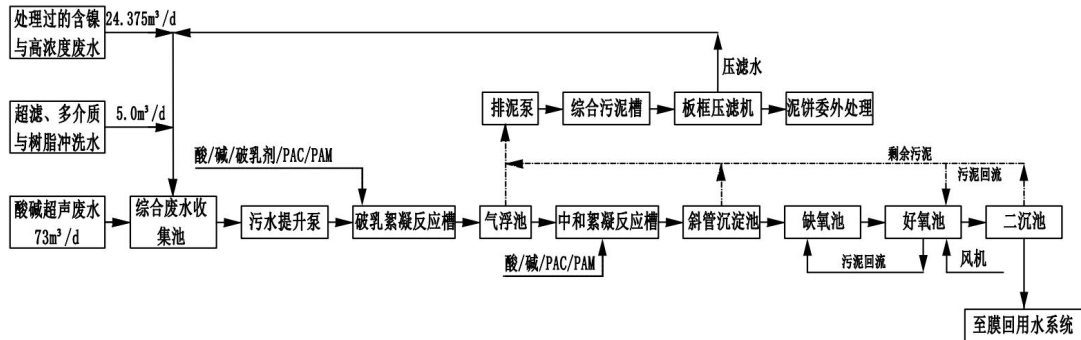 处理过的含镍
与高浓度废水
24.375m³/d
压滤水
超滤、多介质
与树脂冲洗水
5.0m³/d
排泥泵
综合污泥槽
板框压滤机
泥饼委外处理
酸/碱/破乳剂/PAC/PAM
剩余污泥
污泥回流
酸碱超声废水
73m³/d
综合废水收
集池
污水提升泵
破乳絮凝反应槽
气浮池
中和絮凝反应槽
斜管沉淀池
缺氧池
好氧池
二沉池
酸/碱/PAC/PAM
污泥回流
风机
至膜回用水系统